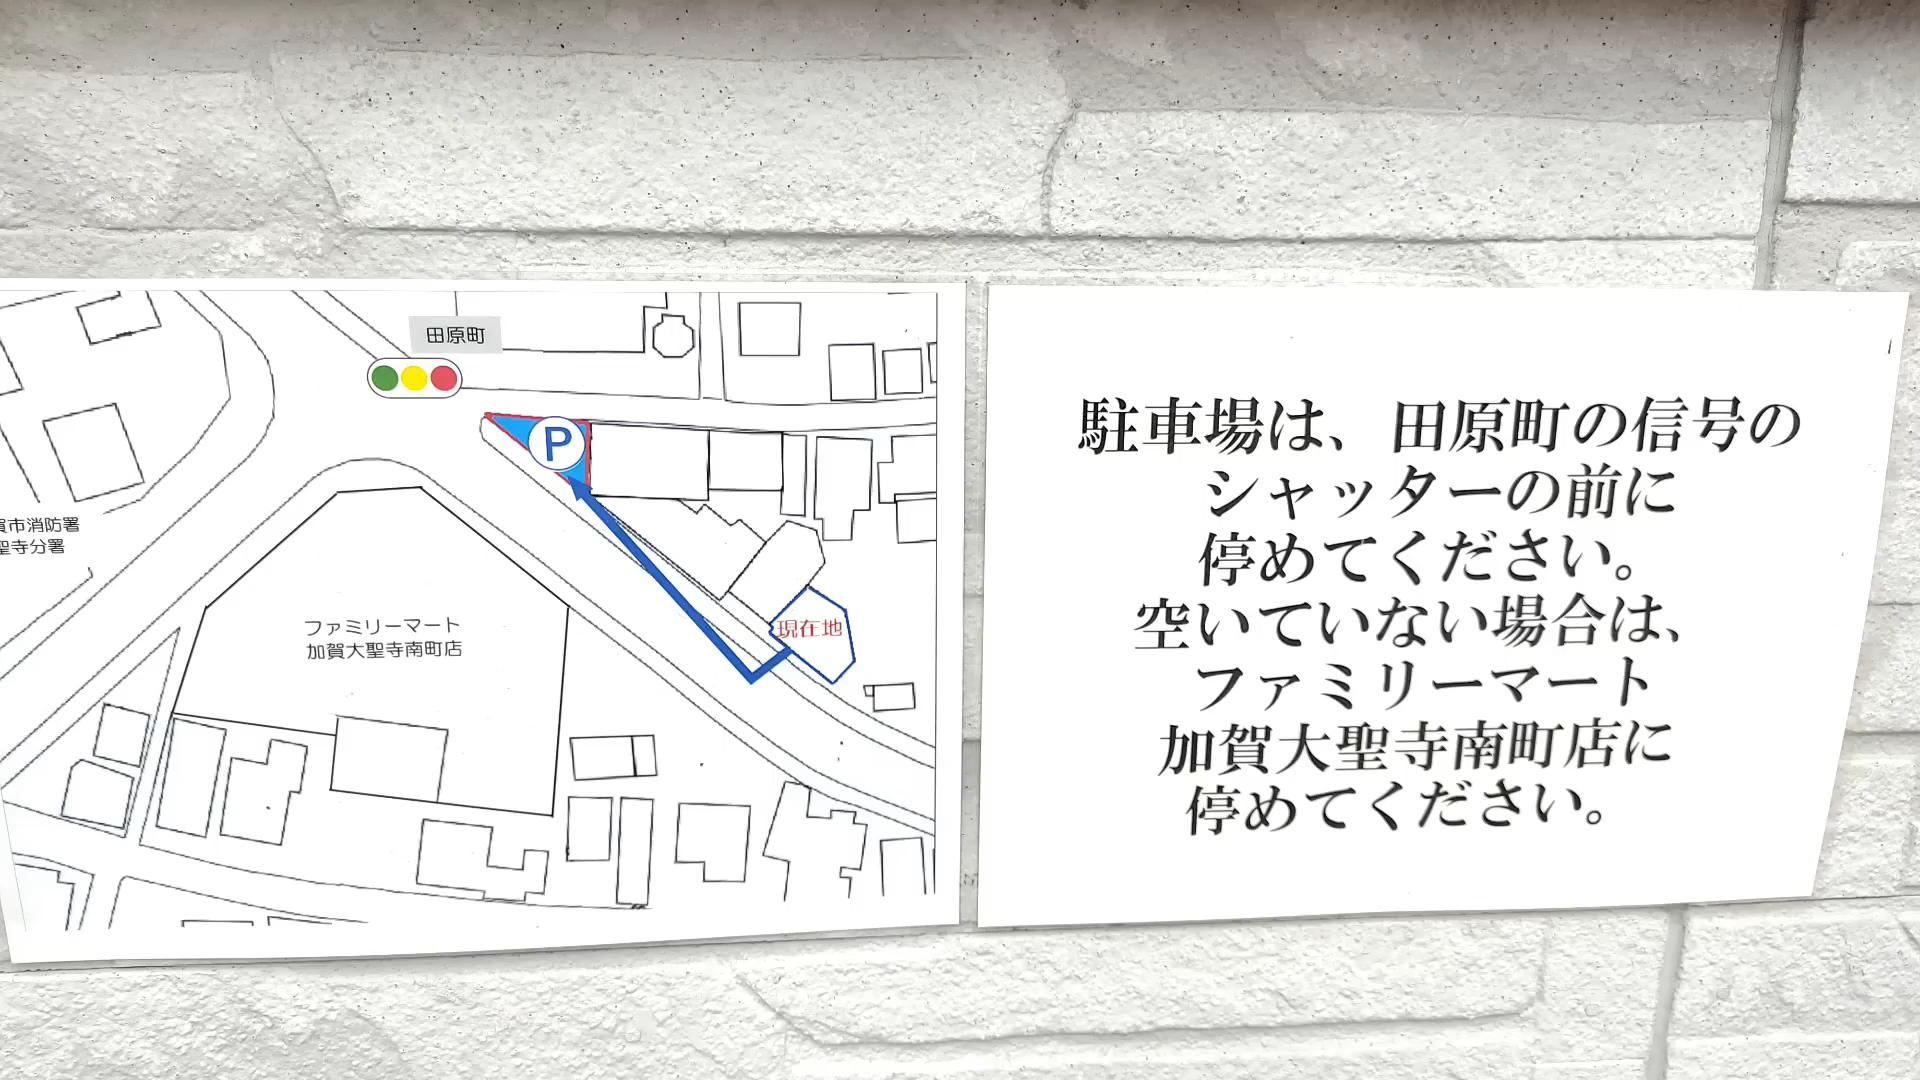 田原町
P
賀市消防署
聖寺分署
ファミリーマート
加賀大聖寺南町店
現在地
駐車場は、田原町の信号の
シャッターの前に
停めてください。
空いていない場合は、
ファミリーマート
加賀大聖寺南町店に
停めてください。